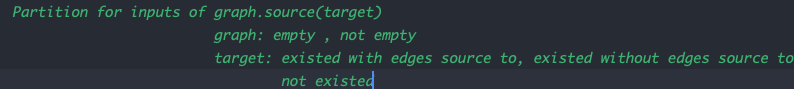 Partition for inputs of graph.source(target)
graph: empty , not empty
target: existed with edges source to, existed without edges source to
not existed